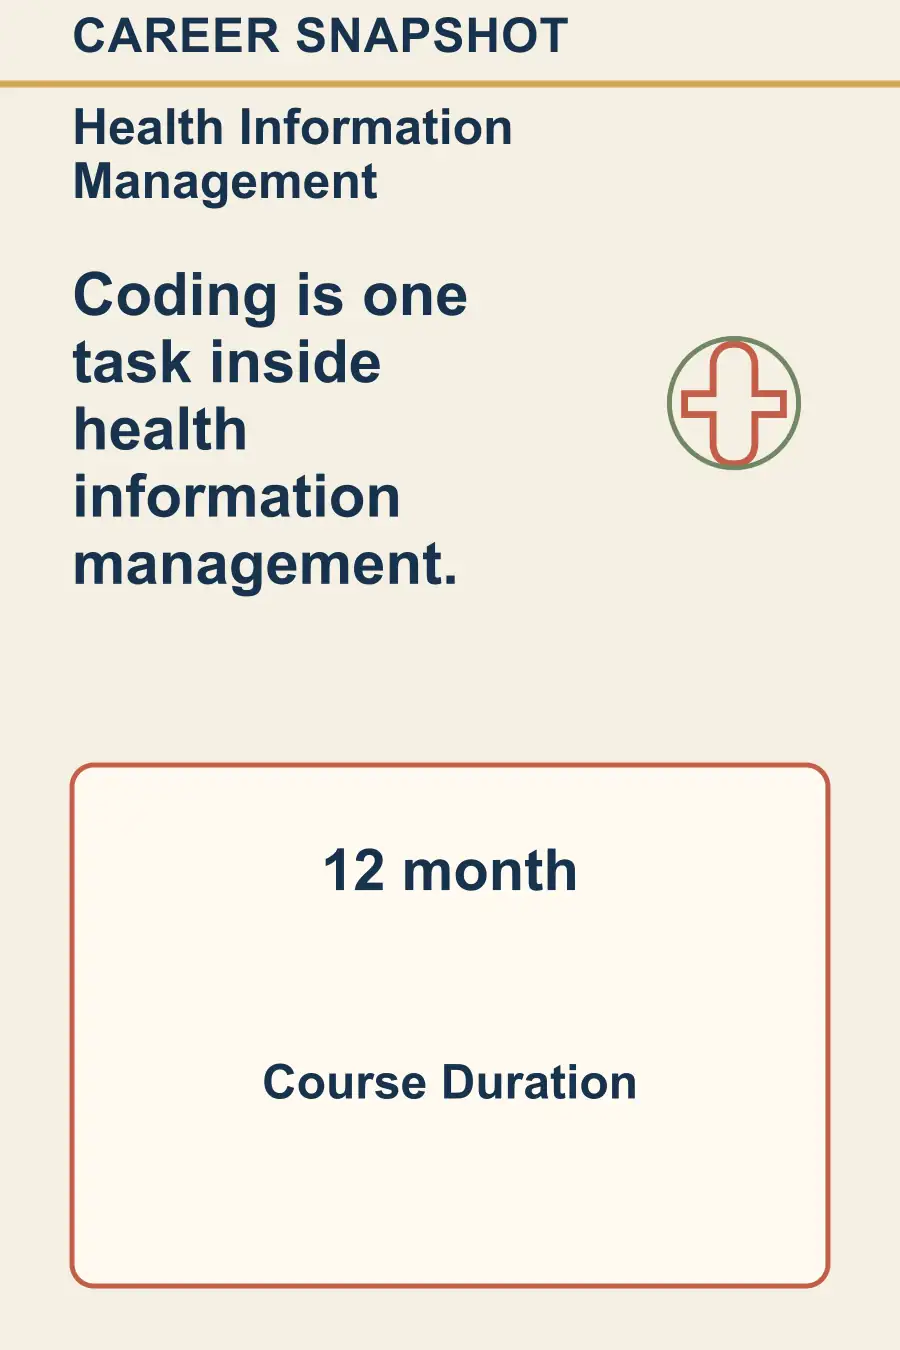 CAREER SNAPSHOT
Health Information
Management
Coding is one
task inside
health
information
management.
12 month
Course Duration